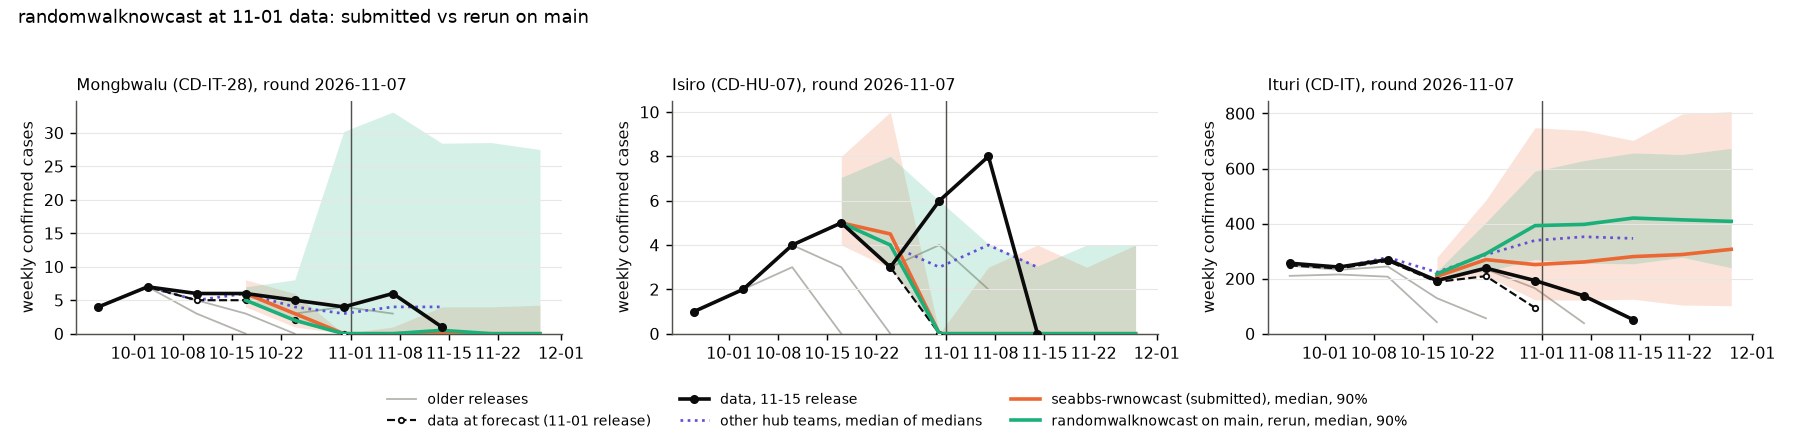 randomwalknowcast at 11-01 data: submitted vs rerun on main
Mongbwalu (CD-IT-28), round 2026-11-07
weekly confirmed cases
0
5
10
15
20
25
30
10-01 10-08 10-15 10-22 11-01 11-08 11-15 11-22 12-01
Isiro (CD-HU-07), round 2026-11-07
weekly confirmed cases
0
2
4
6
8
10
10-01 10-08 10-15 10-22 11-01 11-08 11-15 11-22 12-01
Ituri (CD-IT), round 2026-11-07
weekly confirmed cases
0
200
400
600
800
10-01 10-08 10-15 10-22 11-01 11-08 11-15 11-22 12-01
older releases
data at forecast (11-01 release)
data, 11-15 release
other hub teams, median of medians
seabbs-rwnowcast (submitted), median, 90%
randomwalknowcast on main, rerun, median, 90%